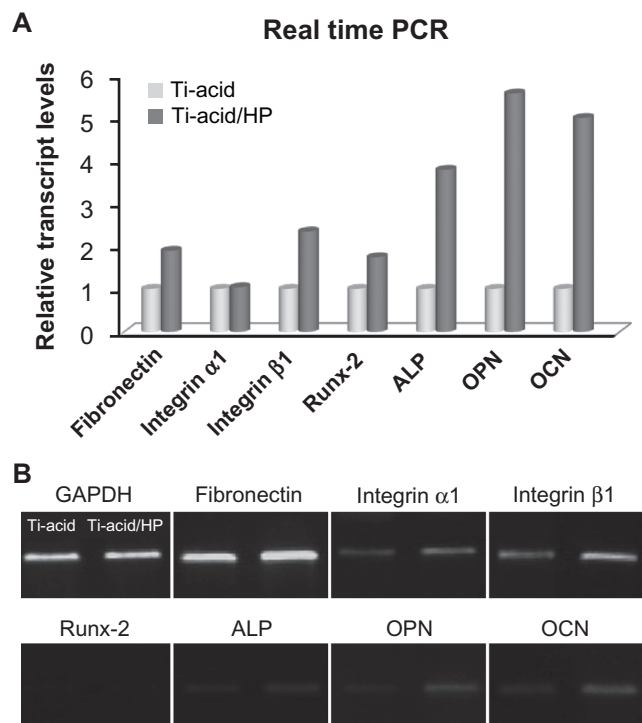 A
Real time PCR
Relative transcript levels
6
5
4
3
2
1
0
Ti-acid
Ti-acid/HP
Fibronectin
Integrin α1
Integrin β1
Runx-2
ALP
OPN
OCN
B
GAPDH Fibronectin Integrin α1 Integrin β1
Ti-acid Ti-acid/HP
Runx-2 ALP OPN OCN